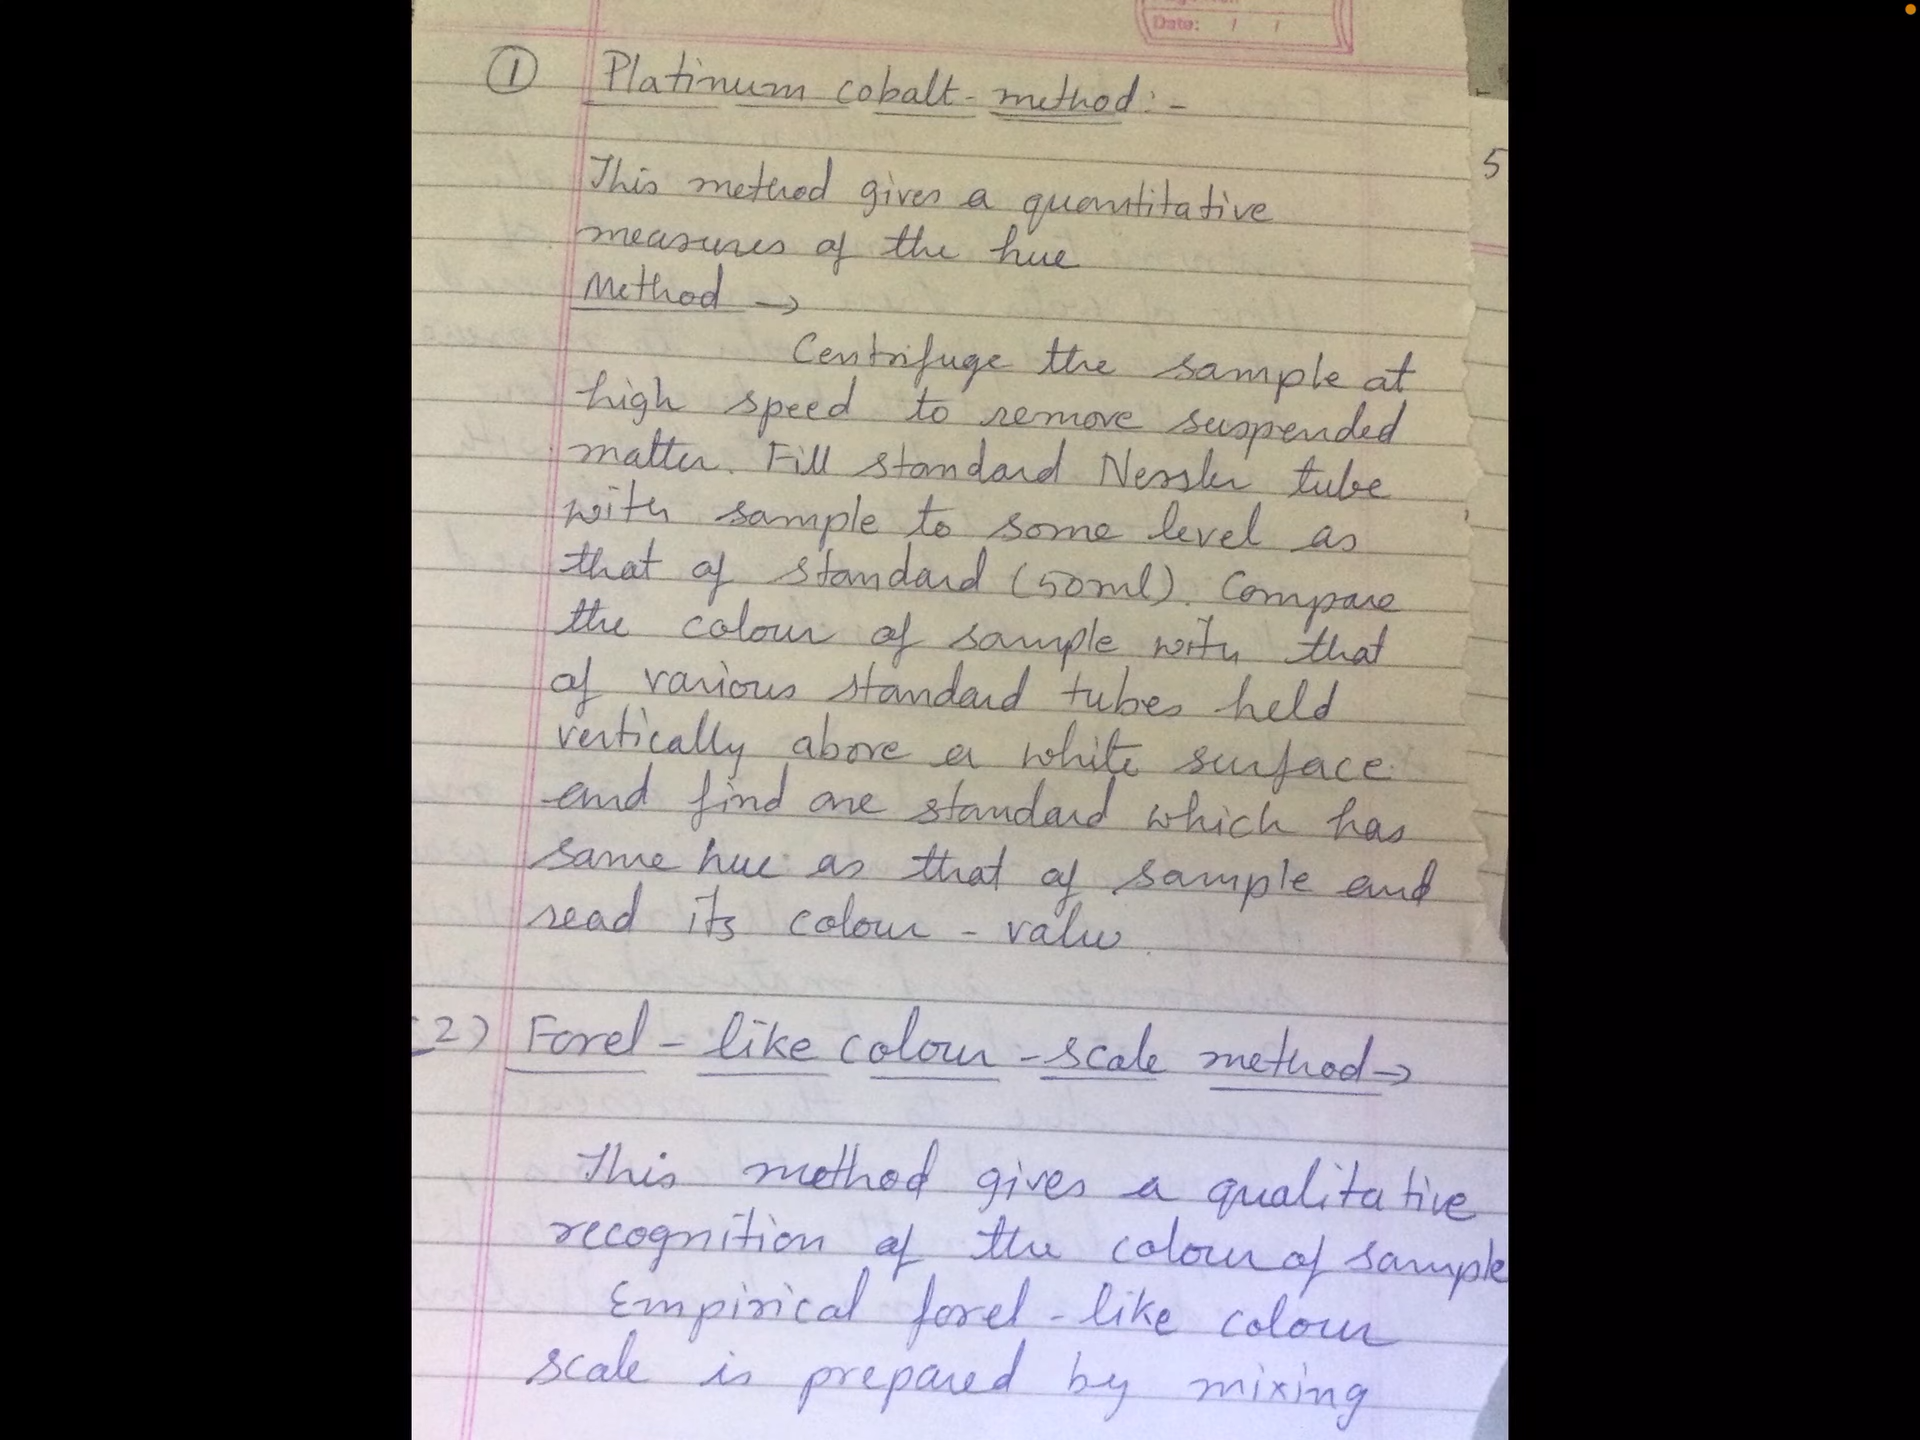 Date: / /
① Platinum cobalt-method:-
5
This method gives a quantitative
measures of the hue
Method →
Centrifuge the sample at
high speed to remove suspended
matter. Fill standard Nessler tube
with sample to some level as
that of standard (50ml). Compare
the colour of sample with that
of various standard tubes held
vertically above a white surface
and find one standard which has
same hue as that of sample and
read its colour - value.
2) Forel-like colour-scale method→
This method gives a qualitative
recognition of the colour of sample
Empirical forel-like colour
scale is prepared by mixing